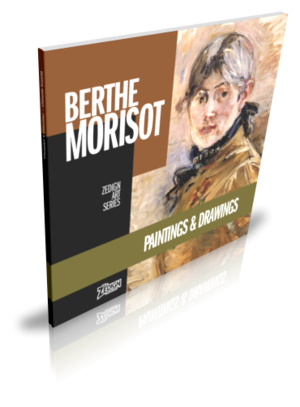 BERTHE
MORISOT
ZEDIGN
ART
SERIES
PAINTINGS & DRAWINGS
ZEDIGN